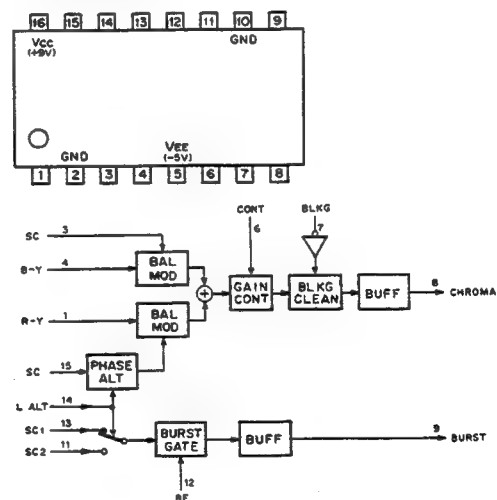 16 15 14 13 12 11 10 9
VCC GND
(+9V)
VEE
GND (-5V)
1 2 3 4 5 6 7 8
CONT BLKG
SC 3 6 7
B-Y 4 BAL MOD
GAIN CONT BLKG CLEAN BUFF 8 CHROMA
R-Y 1 BAL MOD
SC 15 PHASE ALT
L ALT 14
SC1 13 BURST GATE BUFF 9 BURST
SC2 11
12
BF